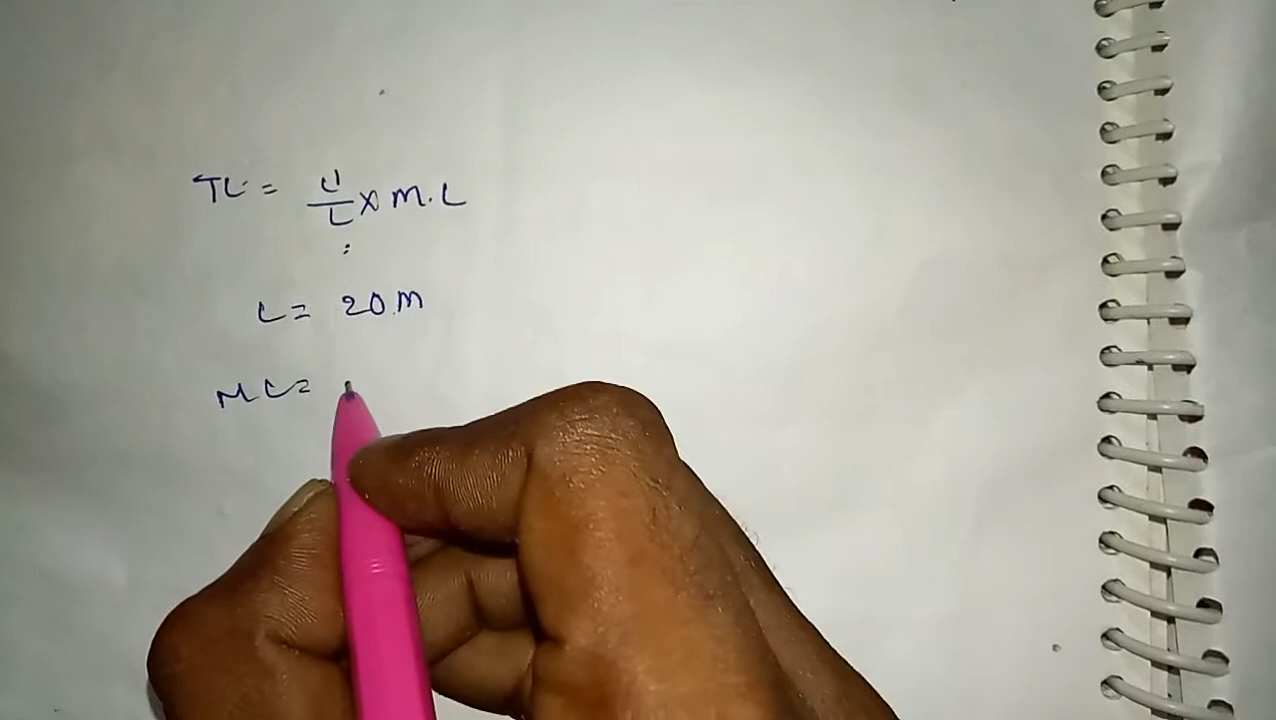 TL = L'/L × M.L
L = 20 m
ML =